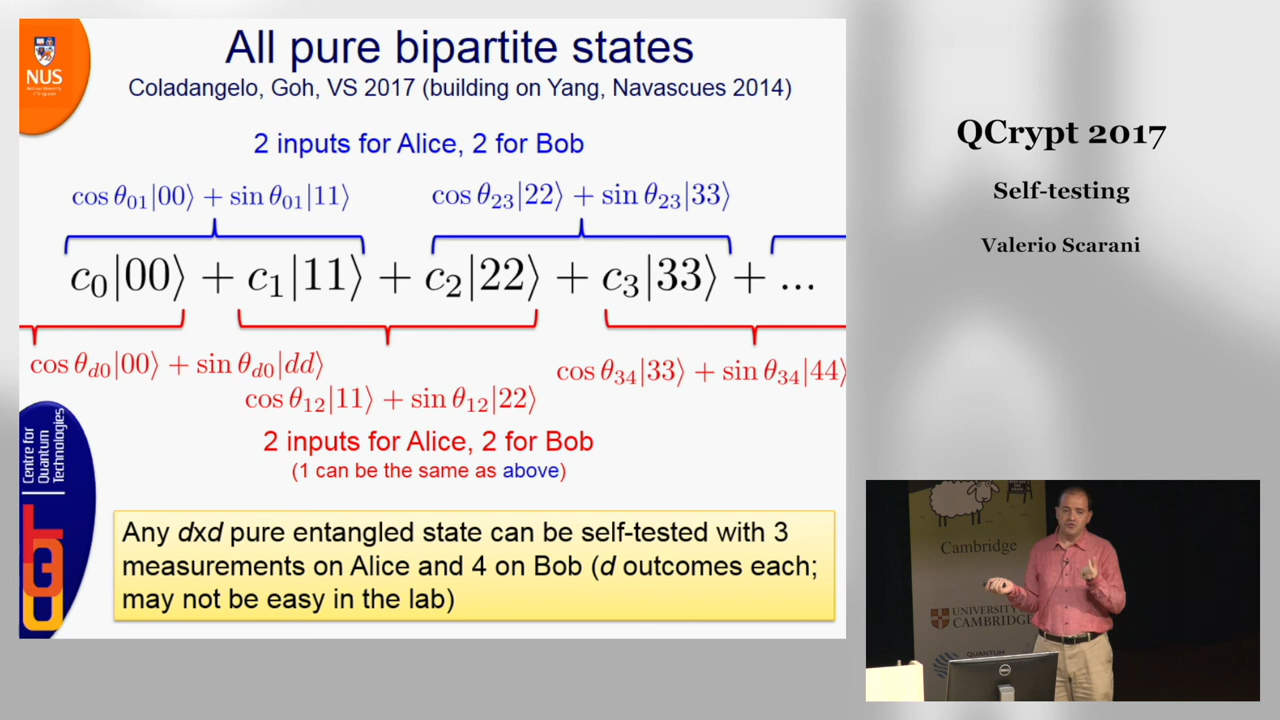 NUS
All pure bipartite states
Coladangelo, Goh, VS 2017 (building on Yang, Navascues 2014)
2 inputs for Alice, 2 for Bob
cos θ₀₁|00⟩ + sin θ₀₁|11⟩
cos θ₂₃|22⟩ + sin θ₂₃|33⟩
c₀|00⟩ + c₁|11⟩ + c₂|22⟩ + c₃|33⟩ + ...
cos θ_d0|00⟩ + sin θ_d0|dd⟩
cos θ₃₄|33⟩ + sin θ₃₄|44⟩
cos θ₁₂|11⟩ + sin θ₁₂|22⟩
2 inputs for Alice, 2 for Bob
(1 can be the same as above)
Centre for
Quantum
Technologies
Any dxd pure entangled state can be self-tested with 3
measurements on Alice and 4 on Bob (d outcomes each;
may not be easy in the lab)
QCrypt 2017
Self-testing
Valerio Scarani
Cambridge
UNIVERSITY
CAMBRIDGE
QUANTUM
DELL